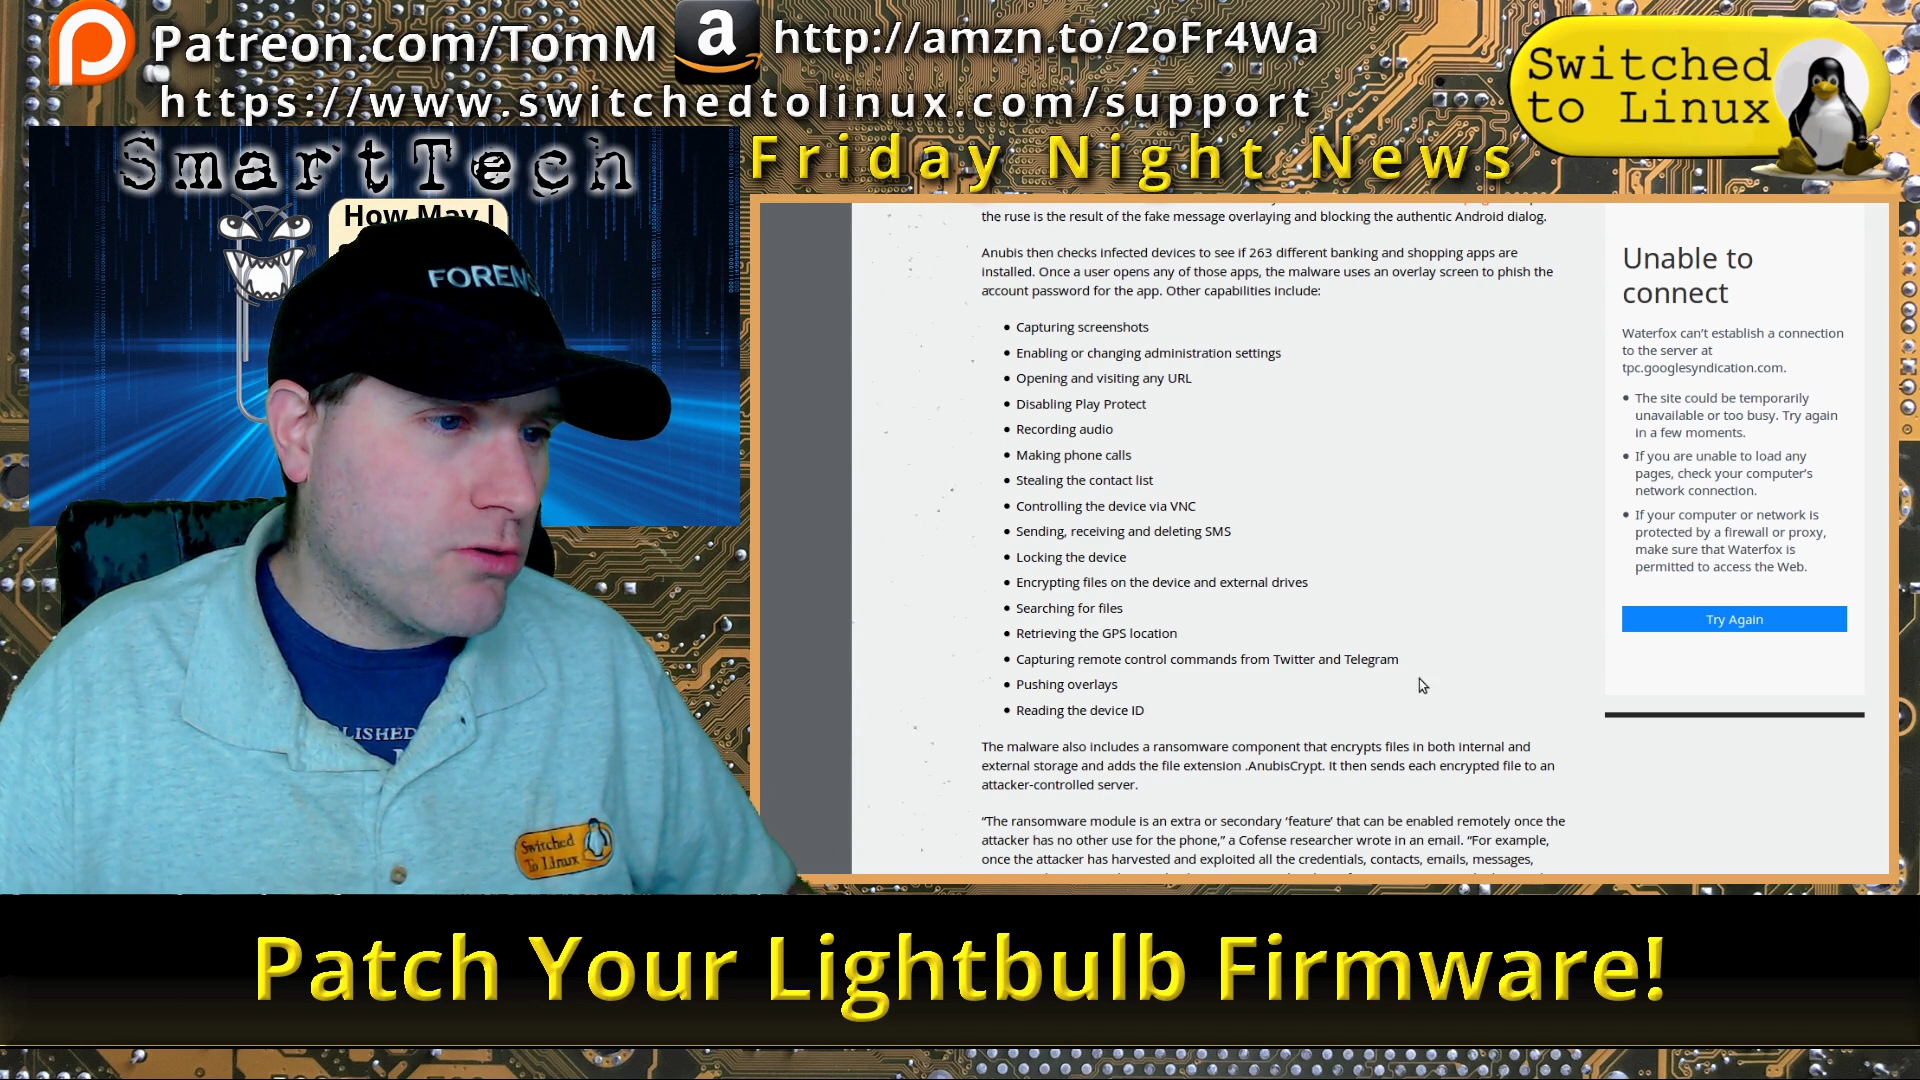 Patreon.com/TomM
a
http://amzn.to/2oFr4Wa
https://www.switchedtolinux.com/support
Switched
to Linux
SmartTech
Friday Night News
How May I
FOREN
LISHED
Switched
To Linux
the ruse is the result of the fake message overlaying and blocking the authentic Android dialog.
Anubis then checks infected devices to see if 263 different banking and shopping apps are
installed. Once a user opens any of those apps, the malware uses an overlay screen to phish the
account password for the app. Other capabilities include:
• Capturing screenshots
• Enabling or changing administration settings
• Opening and visiting any URL
• Disabling Play Protect
• Recording audio
• Making phone calls
• Stealing the contact list
• Controlling the device via VNC
• Sending, receiving and deleting SMS
• Locking the device
• Encrypting files on the device and external drives
• Searching for files
• Retrieving the GPS location
• Capturing remote control commands from Twitter and Telegram
• Pushing overlays
• Reading the device ID
The malware also includes a ransomware component that encrypts files in both internal and
external storage and adds the file extension .AnubisCrypt. It then sends each encrypted file to an
attacker-controlled server.
“The ransomware module is an extra or secondary ‘feature’ that can be enabled remotely once the
attacker has no other use for the phone,” a Cofense researcher wrote in an email. “For example,
once the attacker has harvested and exploited all the credentials, contacts, emails, messages,
Unable to
connect
Waterfox can’t establish a connection
to the server at
tpc.googlesyndication.com.
• The site could be temporarily
unavailable or too busy. Try again
in a few moments.
• If you are unable to load any
pages, check your computer’s
network connection.
• If your computer or network is
protected by a firewall or proxy,
make sure that Waterfox is
permitted to access the Web.
Try Again
Patch Your Lightbulb Firmware!